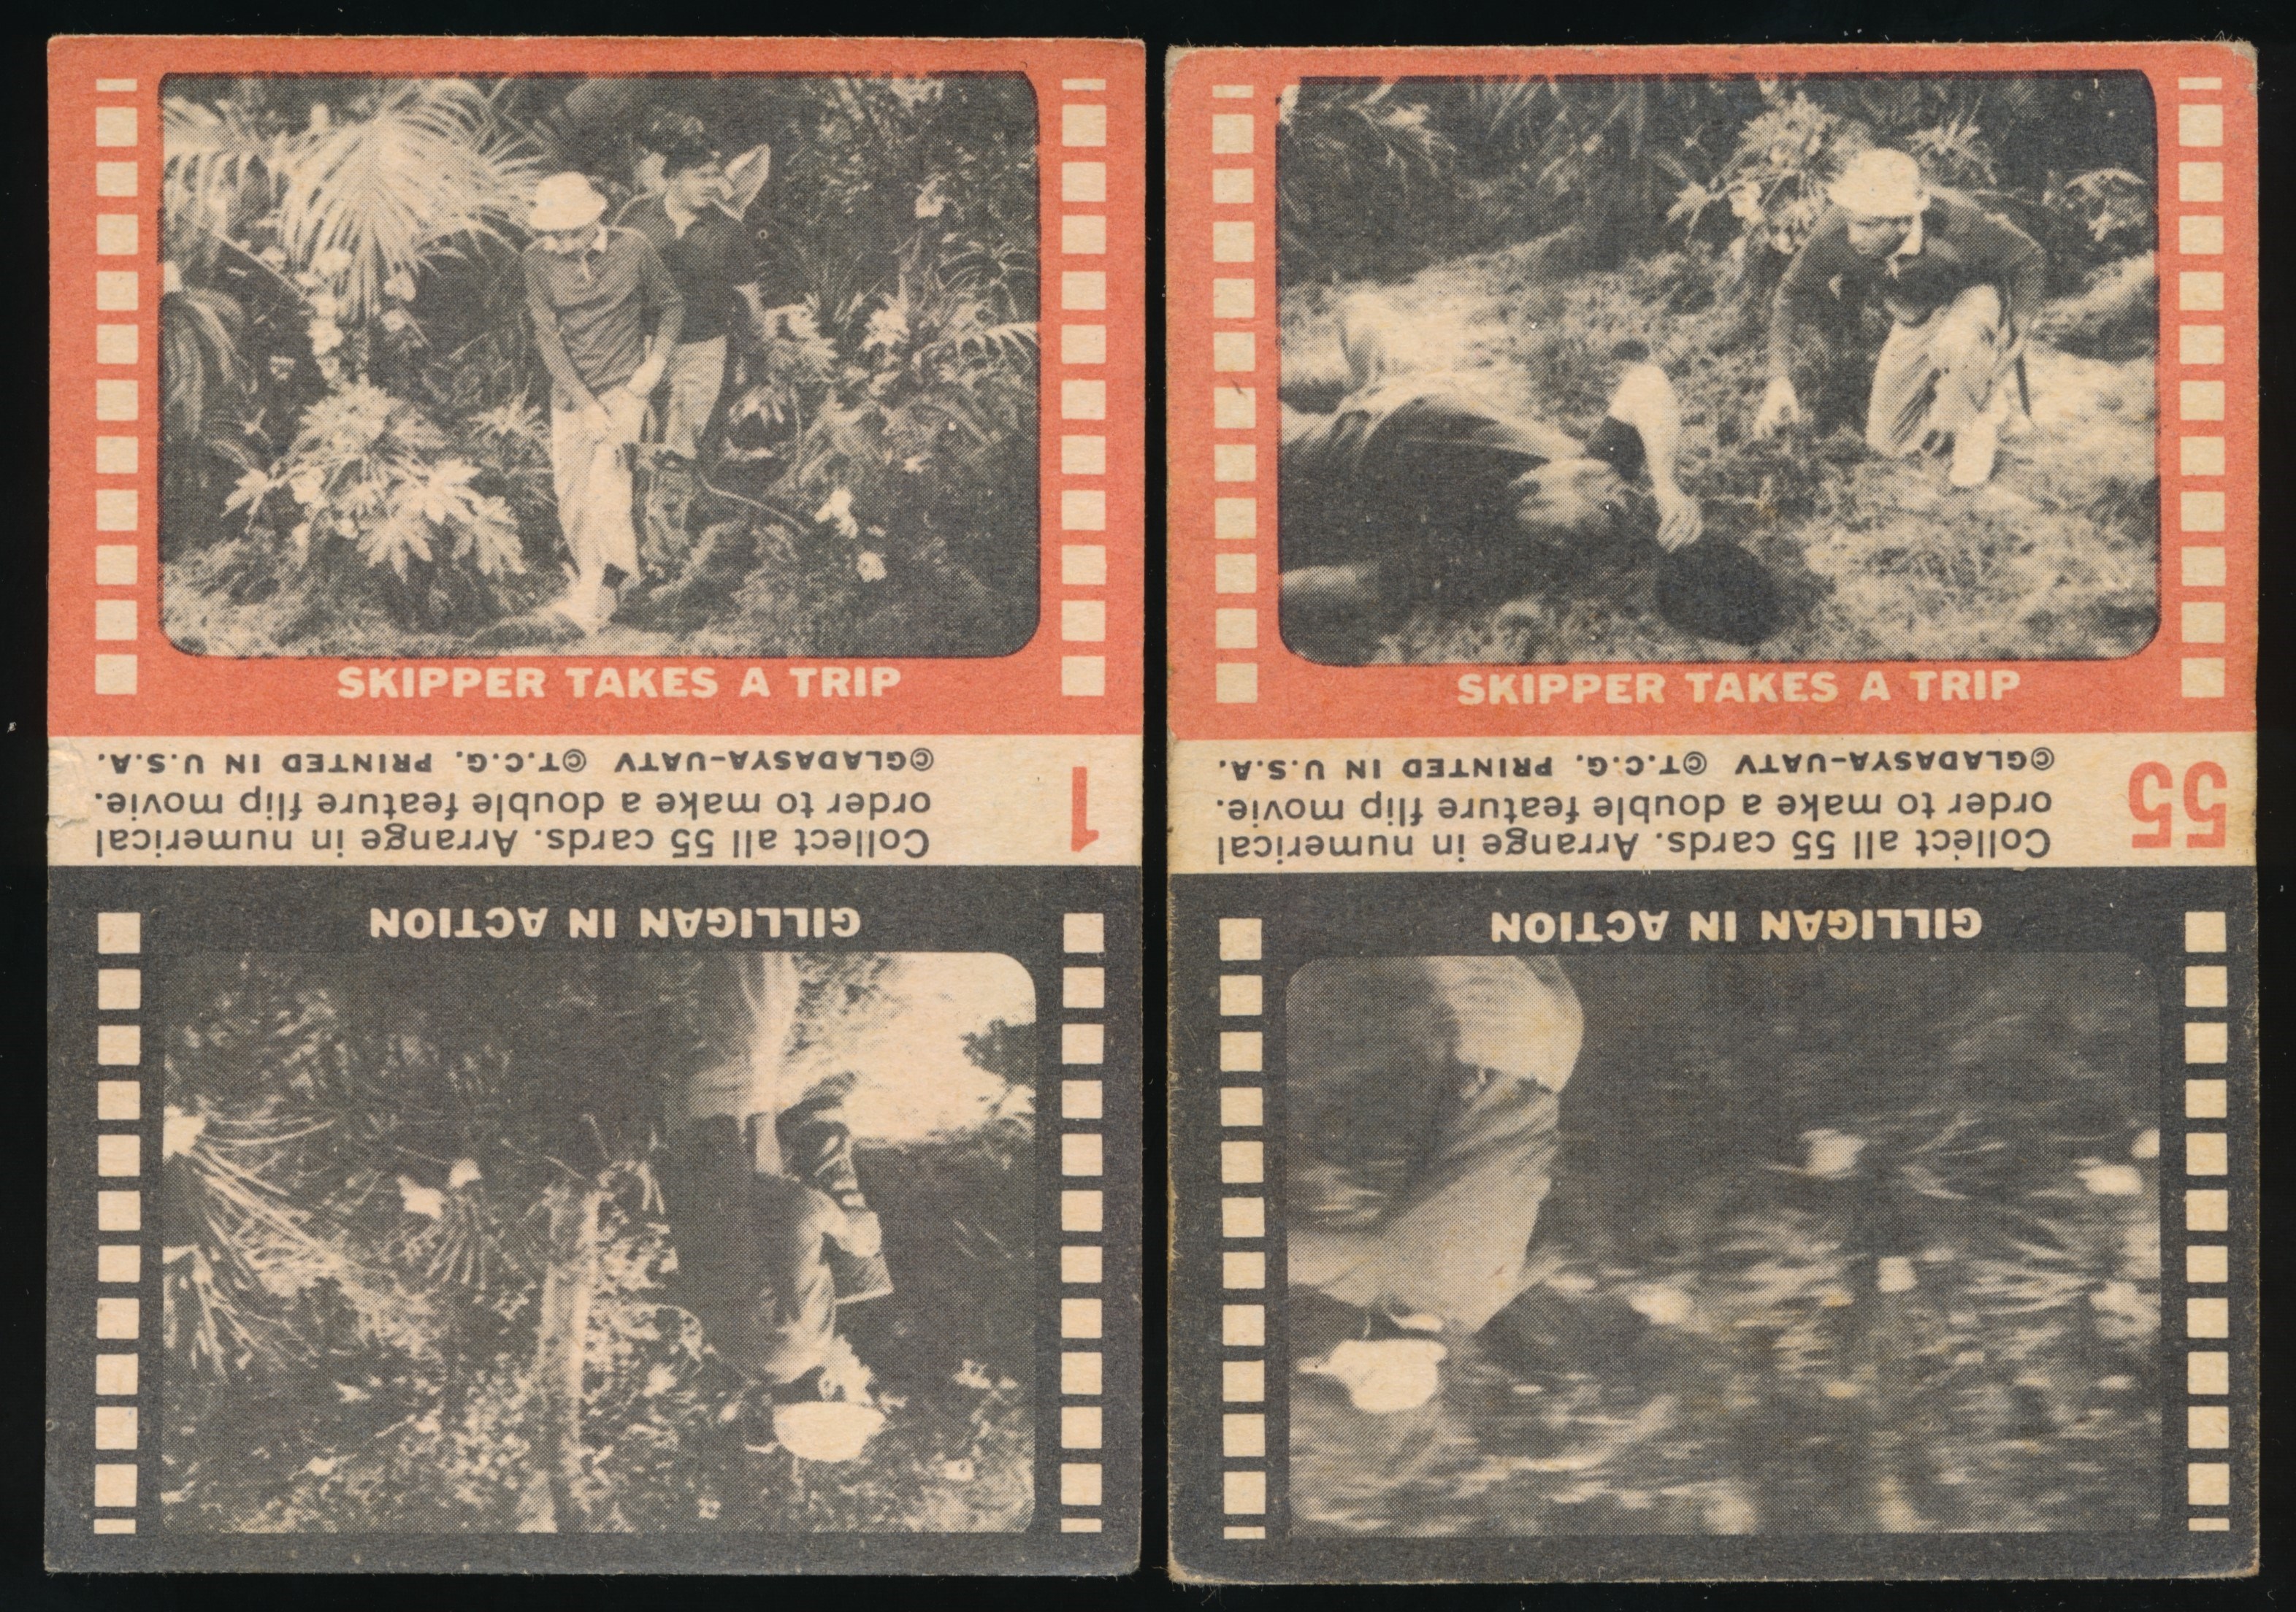 SKIPPER TAKES A TRIP
1
Collect all 55 cards. Arrange in numerical
order to make a double feature flip movie.
©GLADASYA-UATV ©T.C.G. PRINTED IN U.S.A.
GILLIGAN IN ACTION
SKIPPER TAKES A TRIP
55
Collect all 55 cards. Arrange in numerical
order to make a double feature flip movie.
©GLADASYA-UATV ©T.C.G. PRINTED IN U.S.A.
GILLIGAN IN ACTION